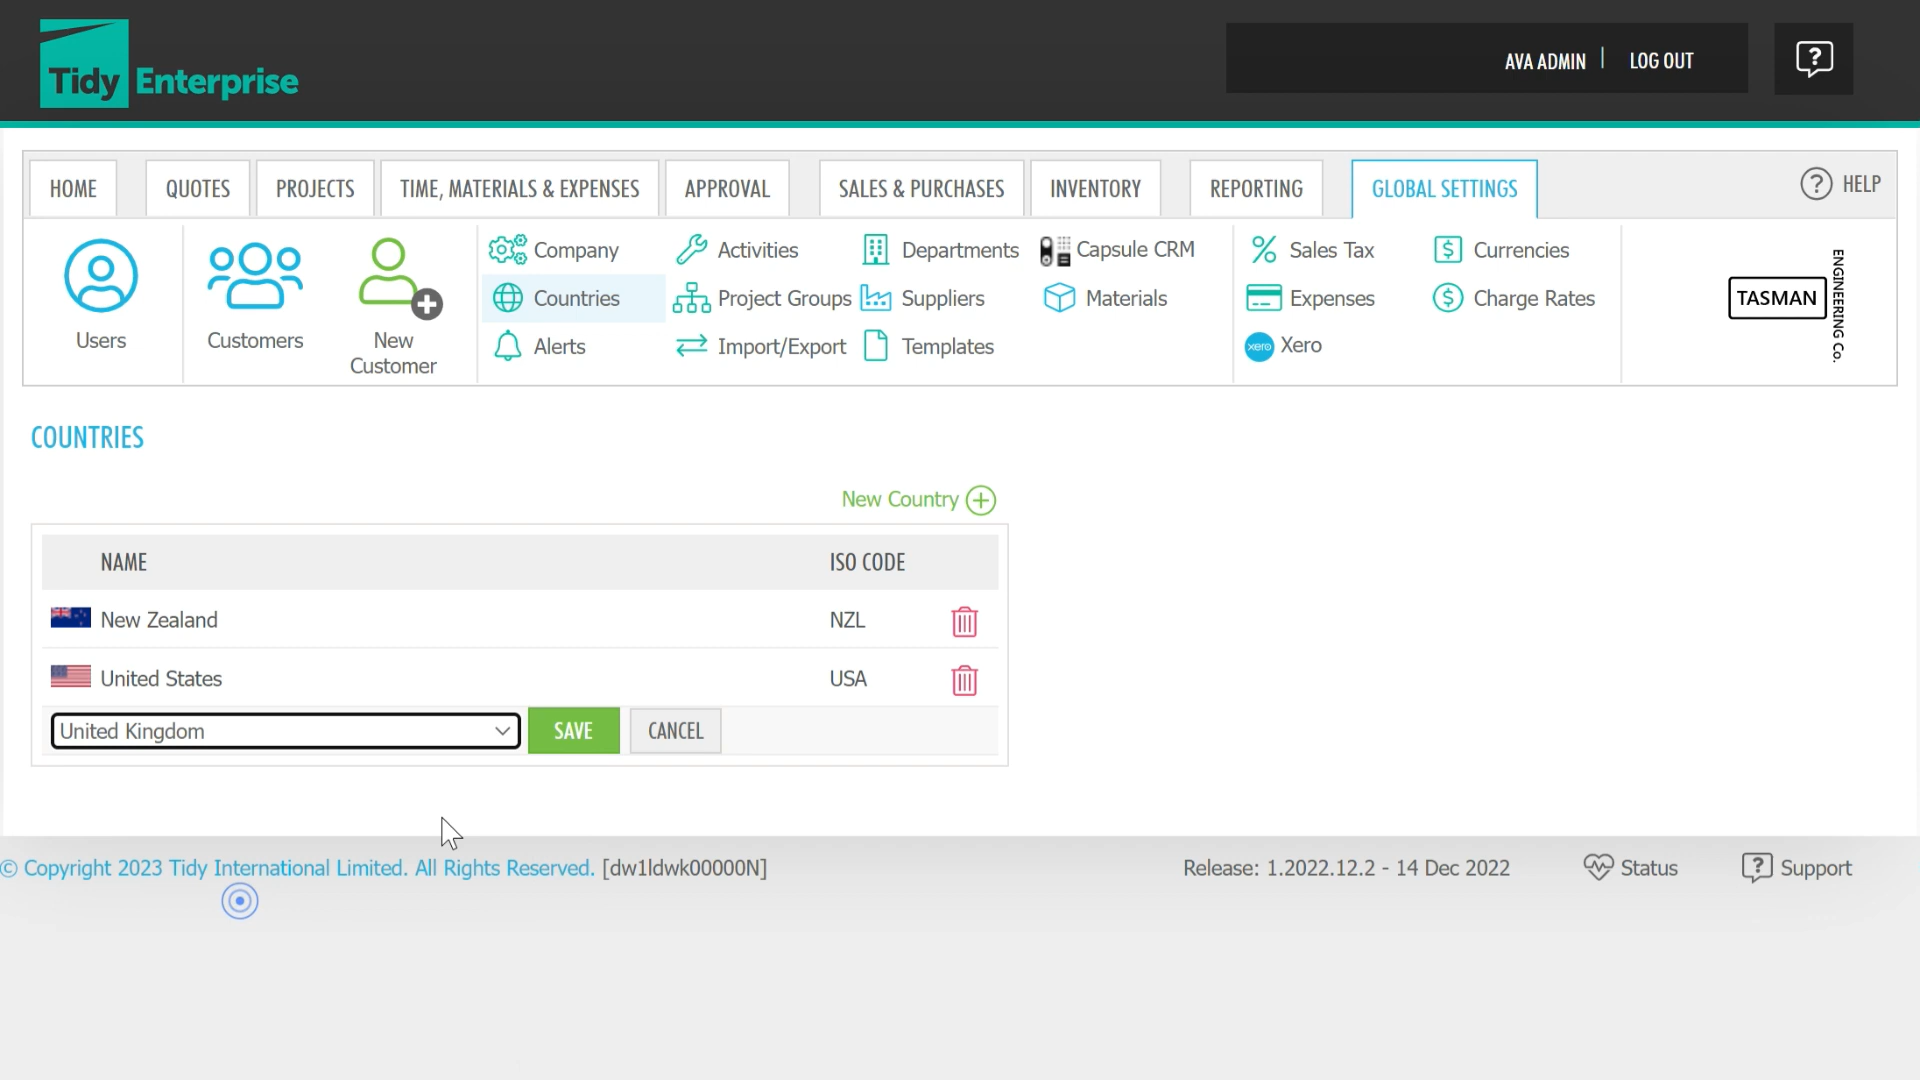 Tidy Enterprise
AVA ADMIN | LOG OUT
HOME QUOTES PROJECTS TIME, MATERIALS & EXPENSES APPROVAL SALES & PURCHASES INVENTORY REPORTING GLOBAL SETTINGS ? HELP
Users
Customers
New
Customer
Company Activities Departments Capsule CRM
Countries Project Groups Suppliers Materials
Alerts Import/Export Templates
% Sales Tax $ Currencies
Expenses $ Charge Rates
xero Xero
TASMAN
ENGINEERING Co.
COUNTRIES
New Country
NAME ISO CODE
New Zealand NZL
United States USA
United Kingdom SAVE CANCEL
© Copyright 2023 Tidy International Limited. All Rights Reserved. [dw1ldwk00000N] Release: 1.2022.12.2 - 14 Dec 2022 Status ? Support